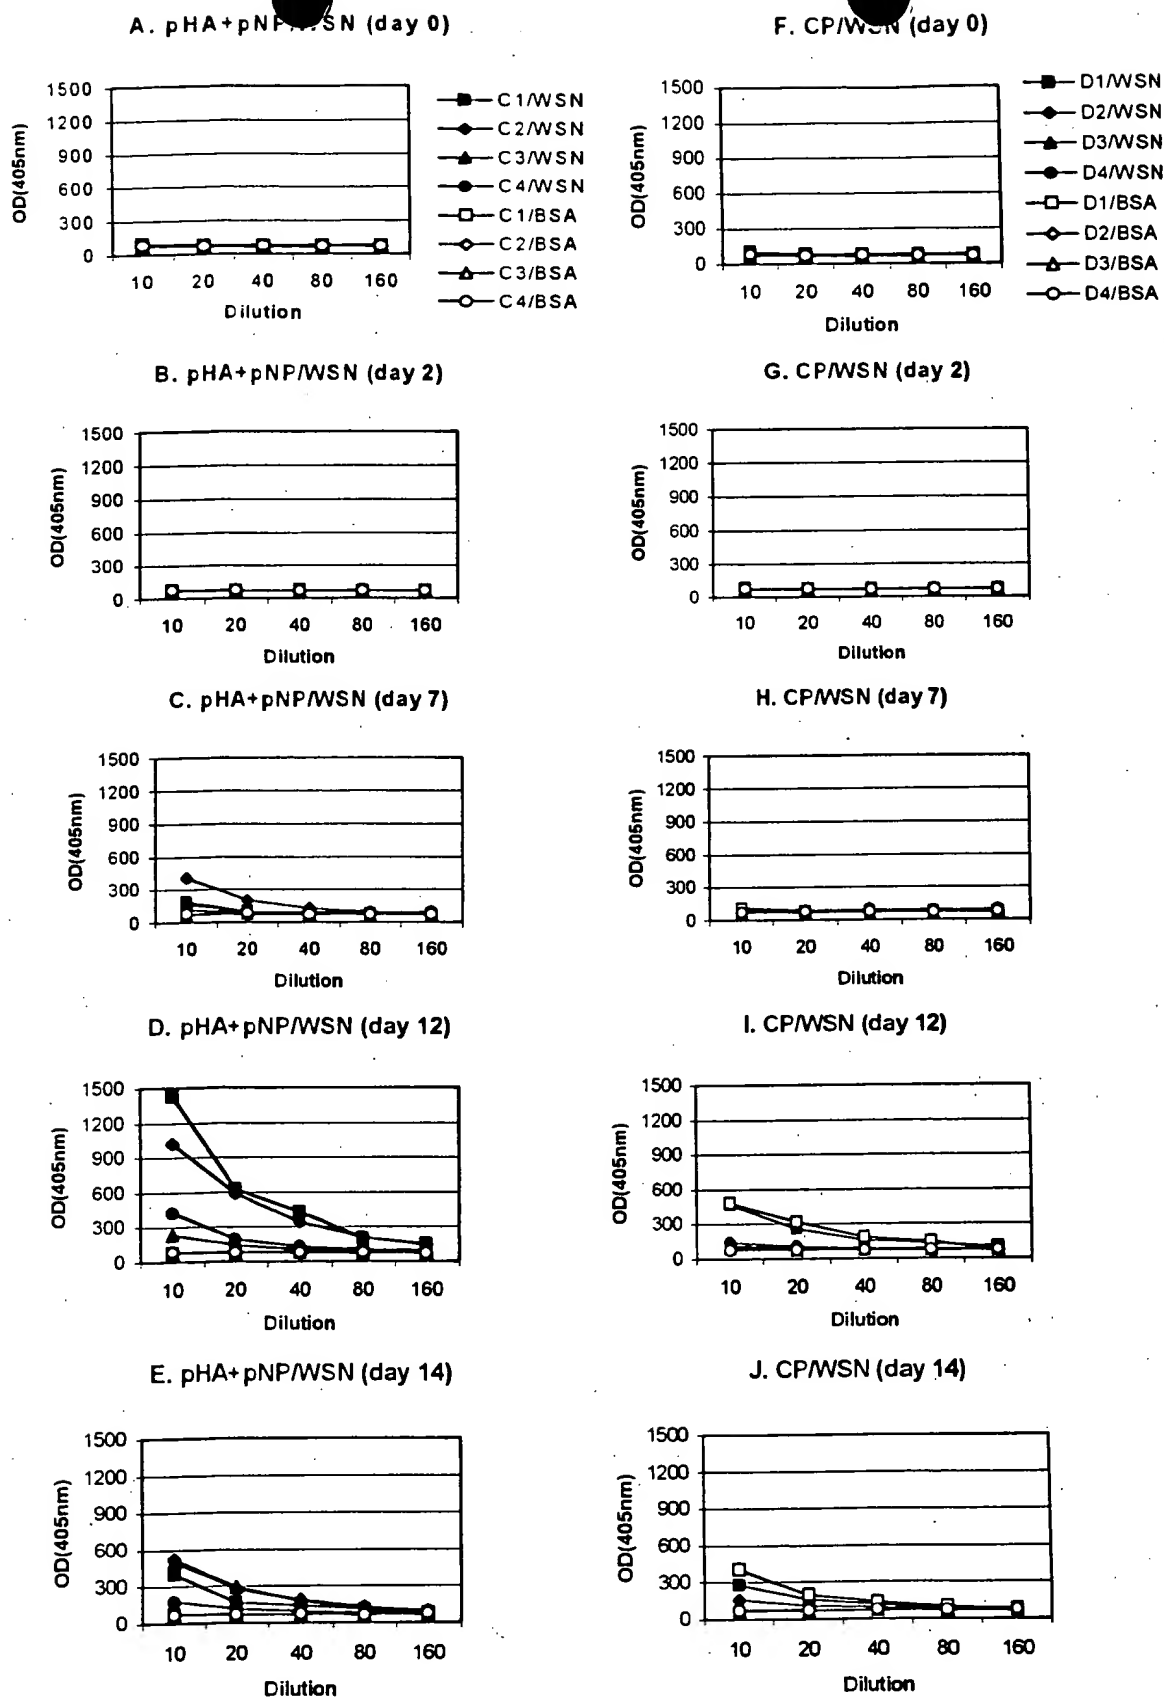 A. pHA+pNP/WSN (day 0)
OD(405nm)
1500
1200
900
600
300
0
10 20 40 80 160
Dilution
C1/WSN
C2/WSN
C3/WSN
C4/WSN
C1/BSA
C2/BSA
C3/BSA
C4/BSA
F. CP/WSN (day 0)
OD(405nm)
1500
1200
900
600
300
0
10 20 40 80 160
Dilution
D1/WSN
D2/WSN
D3/WSN
D4/WSN
D1/BSA
D2/BSA
D3/BSA
D4/BSA
B. pHA+pNP/WSN (day 2)
OD(405nm)
1500
1200
900
600
300
0
10 20 40 80 160
Dilution
G. CP/WSN (day 2)
OD(405nm)
1500
1200
900
600
300
0
10 20 40 80 160
Dilution
C. pHA+pNP/WSN (day 7)
OD(405nm)
1500
1200
900
600
300
0
10 20 40 80 160
Dilution
H. CP/WSN (day 7)
OD(405nm)
1500
1200
900
600
300
0
10 20 40 80 160
Dilution
D. pHA+pNP/WSN (day 12)
OD(405nm)
1500
1200
900
600
300
0
10 20 40 80 160
Dilution
I. CP/WSN (day 12)
OD(405nm)
1500
1200
900
600
300
0
10 20 40 80 160
Dilution
E. pHA+pNP/WSN (day 14)
OD(405nm)
1500
1200
900
600
300
0
10 20 40 80 160
Dilution
J. CP/WSN (day 14)
OD(405nm)
1500
1200
900
600
300
0
10 20 40 80 160
Dilution